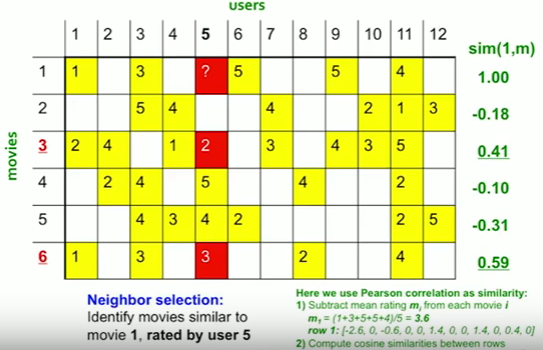 users
1 2 3 4 5 6 7 8 9 10 11 12
sim(1,m)
movies
1 1 3 ? 5 5 4 1.00
2 5 4 4 2 1 3 -0.18
3 2 4 1 2 3 4 3 5 0.41
4 2 4 5 4 2 -0.10
5 4 3 4 2 2 5 -0.31
6 1 3 3 2 4 0.59
Neighbor selection:
Identify movies similar to
movie 1, rated by user 5
Here we use Pearson correlation as similarity:
1) Subtract mean rating mᵢ from each movie i
m₁ = (1+3+5+5+4)/5 = 3.6
row 1: [-2.6, 0, -0.6, 0, 0, 1.4, 0, 0, 1.4, 0, 0.4, 0]
2) Compute cosine similarities between rows